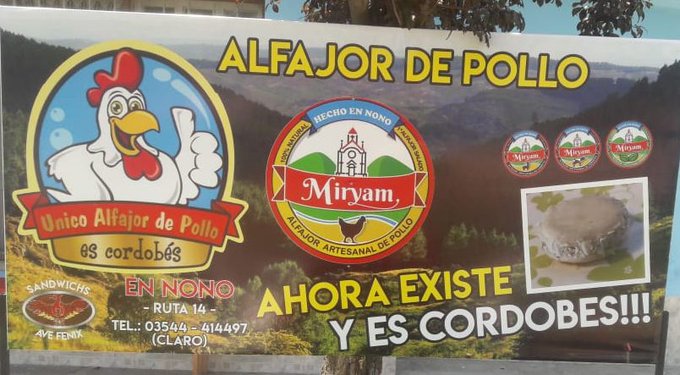 ALFAJOR DE POLLO
Unico Alfajor de Pollo
es cordobés
HECHO EN NONO
100% NATURAL
Miryam
ALFAJOR ARTESANAL DE POLLO
Miryam
Miryam
Miryam
SANDWICHS
AVE FENIX
EN NONO
- RUTA 14 -
TEL.: 03544 - 414497
(CLARO)
AHORA EXISTE
Y ES CORDOBES!!!